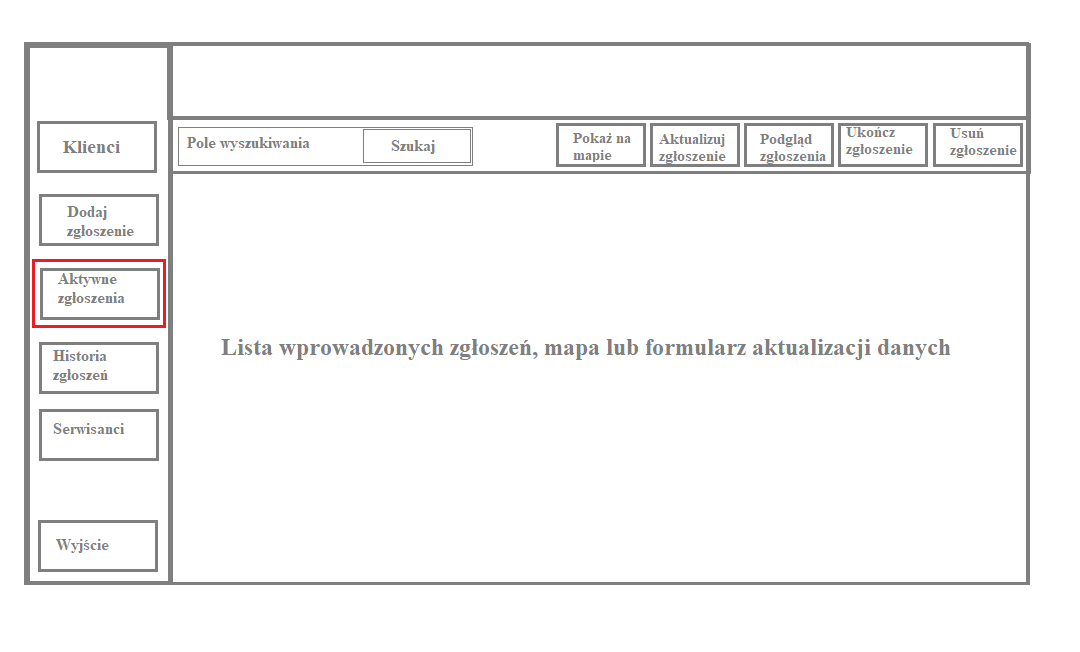 Klienci
Dodaj
zgłoszenie
Aktywne
zgłoszenia
Historia
zgłoszeń
Serwisanci
Wyjście
Pole wyszukiwania
Szukaj
Pokaż na
mapie
Aktualizuj
zgłoszenie
Podgląd
zgłoszenia
Ukończ
zgłoszenie
Usuń
zgłoszenie
Lista wprowadzonych zgłoszeń, mapa lub formularz aktualizacji danych